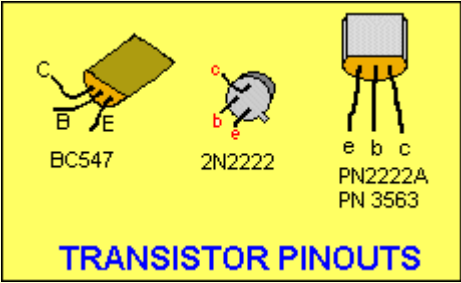 C
B E
BC547
c
b
e
2N2222
e b c
PN2222A
PN 3563
TRANSISTOR PINOUTS